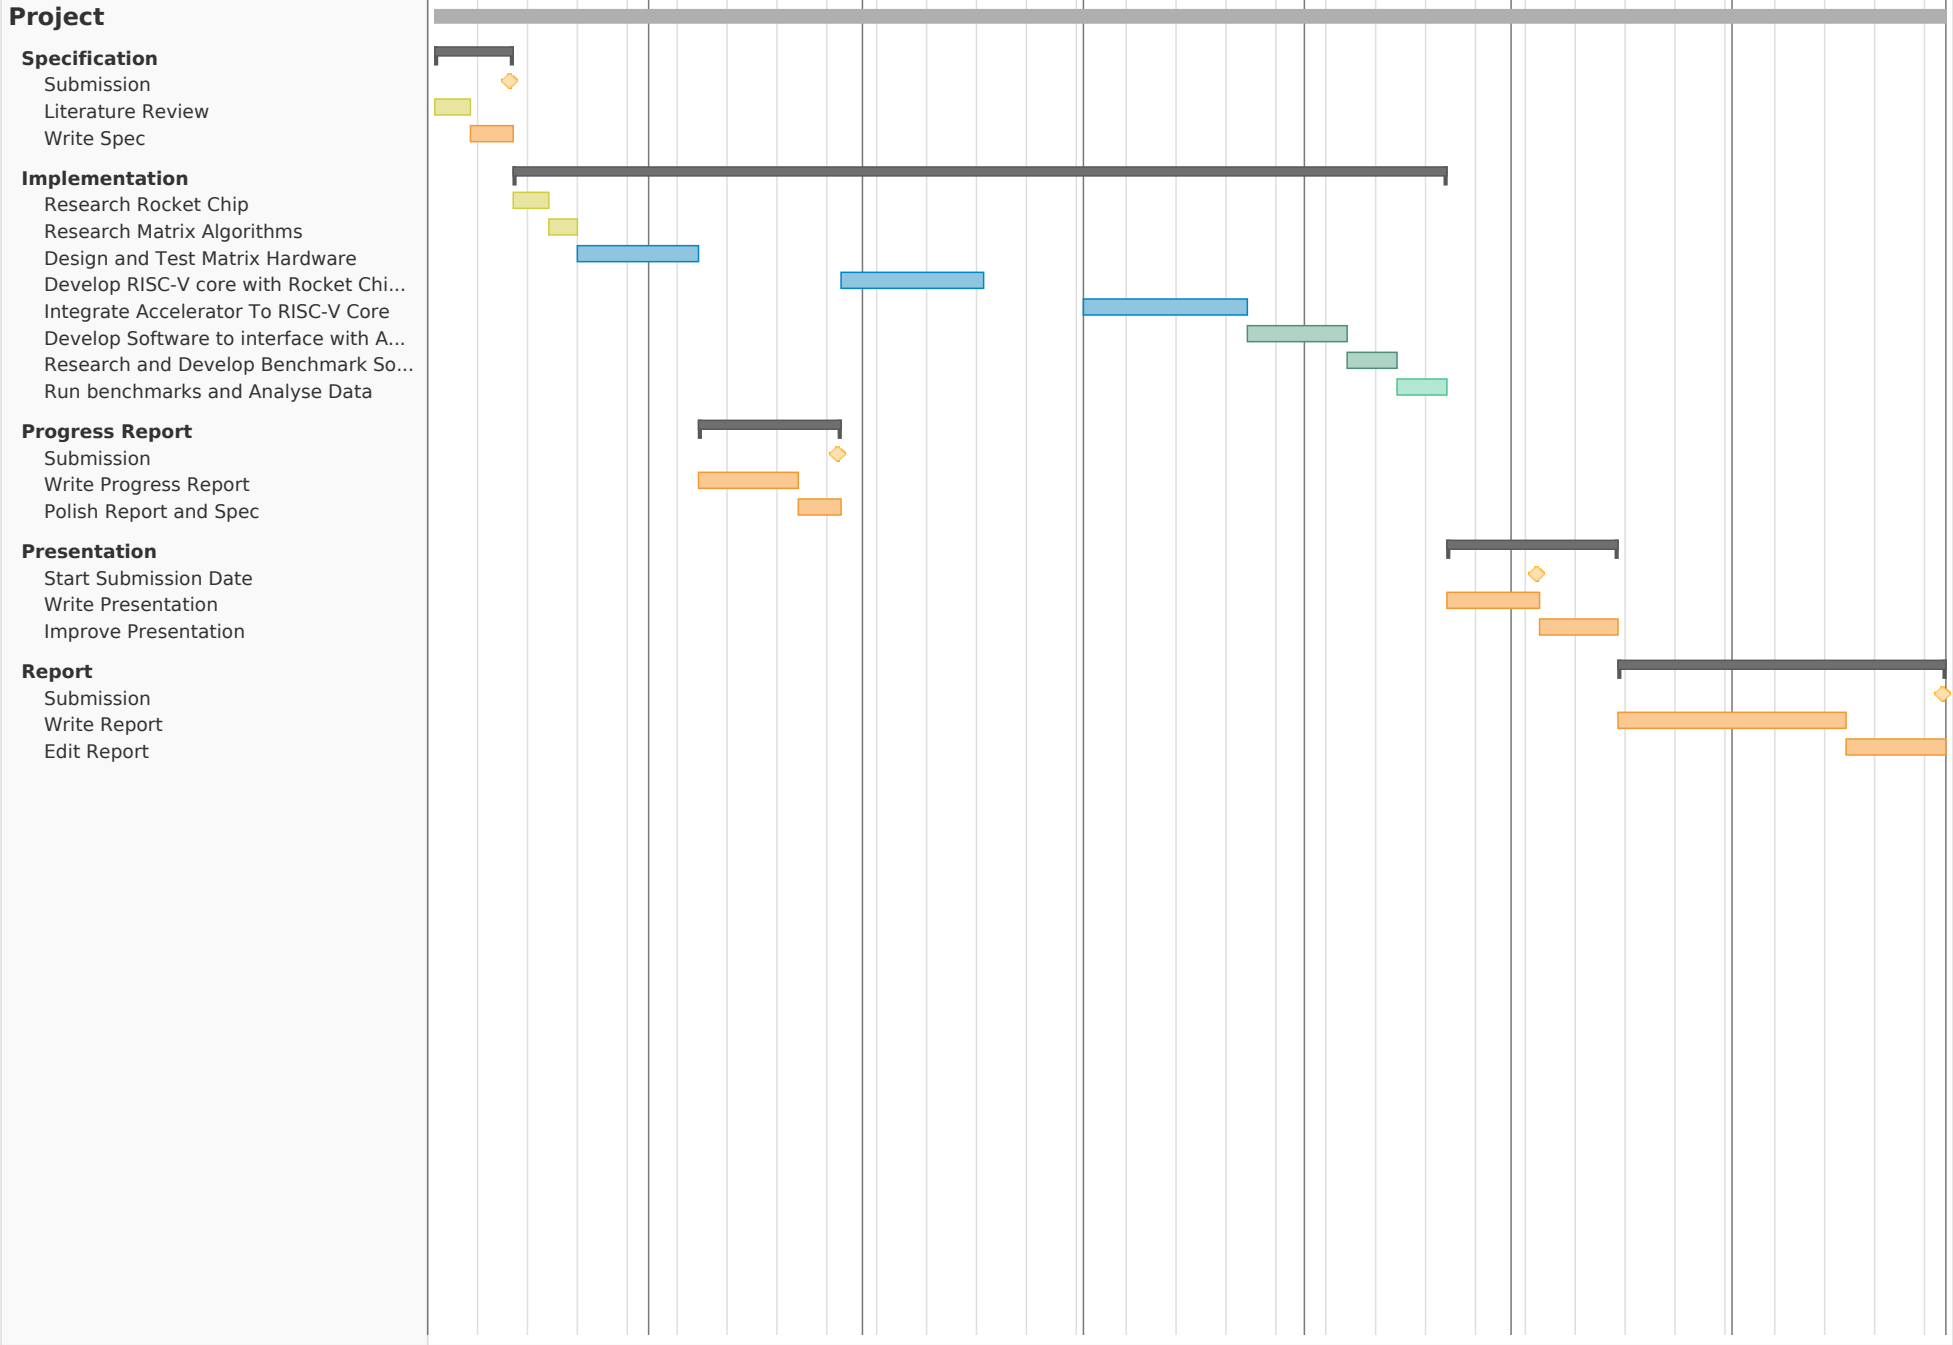 Project
Specification
Submission
Literature Review
Write Spec
Implementation
Research Rocket Chip
Research Matrix Algorithms
Design and Test Matrix Hardware
Develop RISC-V core with Rocket Chi...
Integrate Accelerator To RISC-V Core
Develop Software to interface with A...
Research and Develop Benchmark So...
Run benchmarks and Analyse Data
Progress Report
Submission
Write Progress Report
Polish Report and Spec
Presentation
Start Submission Date
Write Presentation
Improve Presentation
Report
Submission
Write Report
Edit Report